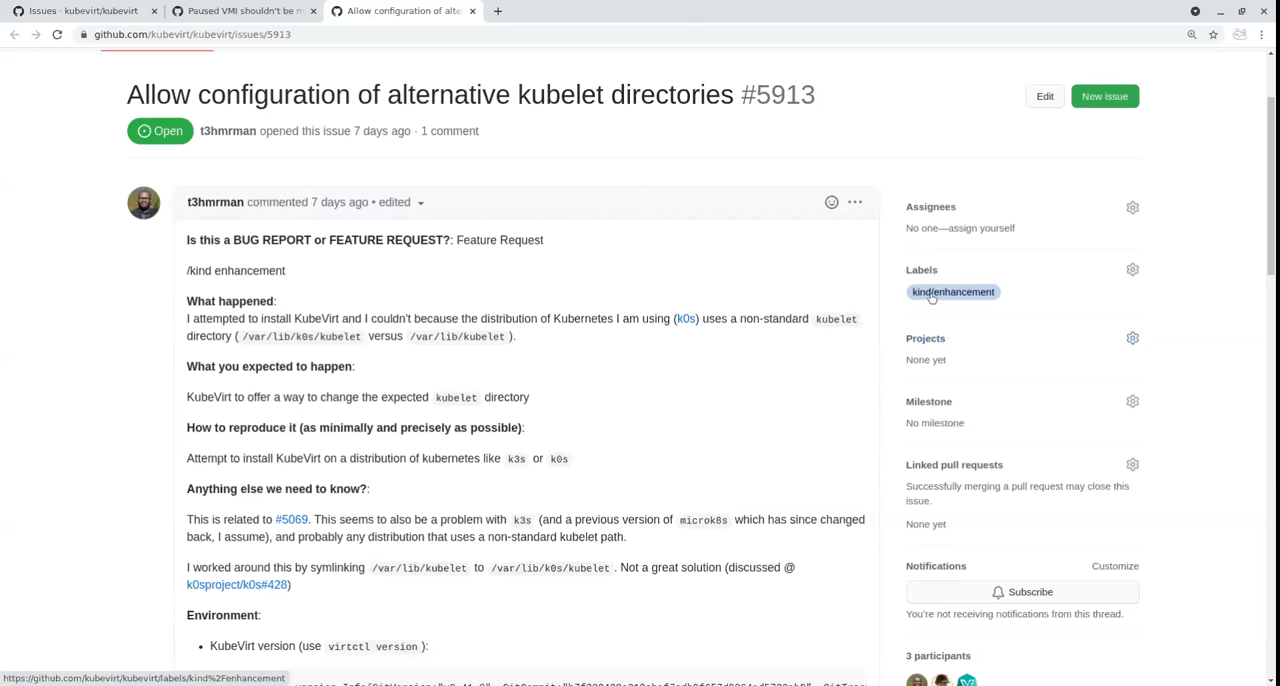 Issues · kubevirt/kubevirt
Paused VMI shouldn't be m
Allow configuration of alte
github.com/kubevirt/kubevirt/issues/5913
Allow configuration of alternative kubelet directories #5913
Edit
New issue
Open
t3hmrman opened this issue 7 days ago · 1 comment
t3hmrman commented 7 days ago • edited
Is this a BUG REPORT or FEATURE REQUEST?: Feature Request
/kind enhancement
What happened:
I attempted to install KubeVirt and I couldn't because the distribution of Kubernetes I am using (k0s) uses a non-standard kubelet
directory ( /var/lib/k0s/kubelet versus /var/lib/kubelet ).
What you expected to happen:
KubeVirt to offer a way to change the expected kubelet directory
How to reproduce it (as minimally and precisely as possible):
Attempt to install KubeVirt on a distribution of kubernetes like k3s or k0s
Anything else we need to know?:
This is related to #5069. This seems to also be a problem with k3s (and a previous version of microk8s which has since changed
back, I assume), and probably any distribution that uses a non-standard kubelet path.
I worked around this by symlinking /var/lib/kubelet to /var/lib/k0s/kubelet . Not a great solution (discussed @
k0sproject/k0s#428)
Environment:
• KubeVirt version (use virtctl version ):
Assignees
No one—assign yourself
Labels
kind/enhancement
Projects
None yet
Milestone
No milestone
Linked pull requests
Successfully merging a pull request may close this
issue.
None yet
Notifications
Customize
Subscribe
You're not receiving notifications from this thread.
3 participants
https://github.com/kubevirt/kubevirt/labels/kind%2Fenhancement